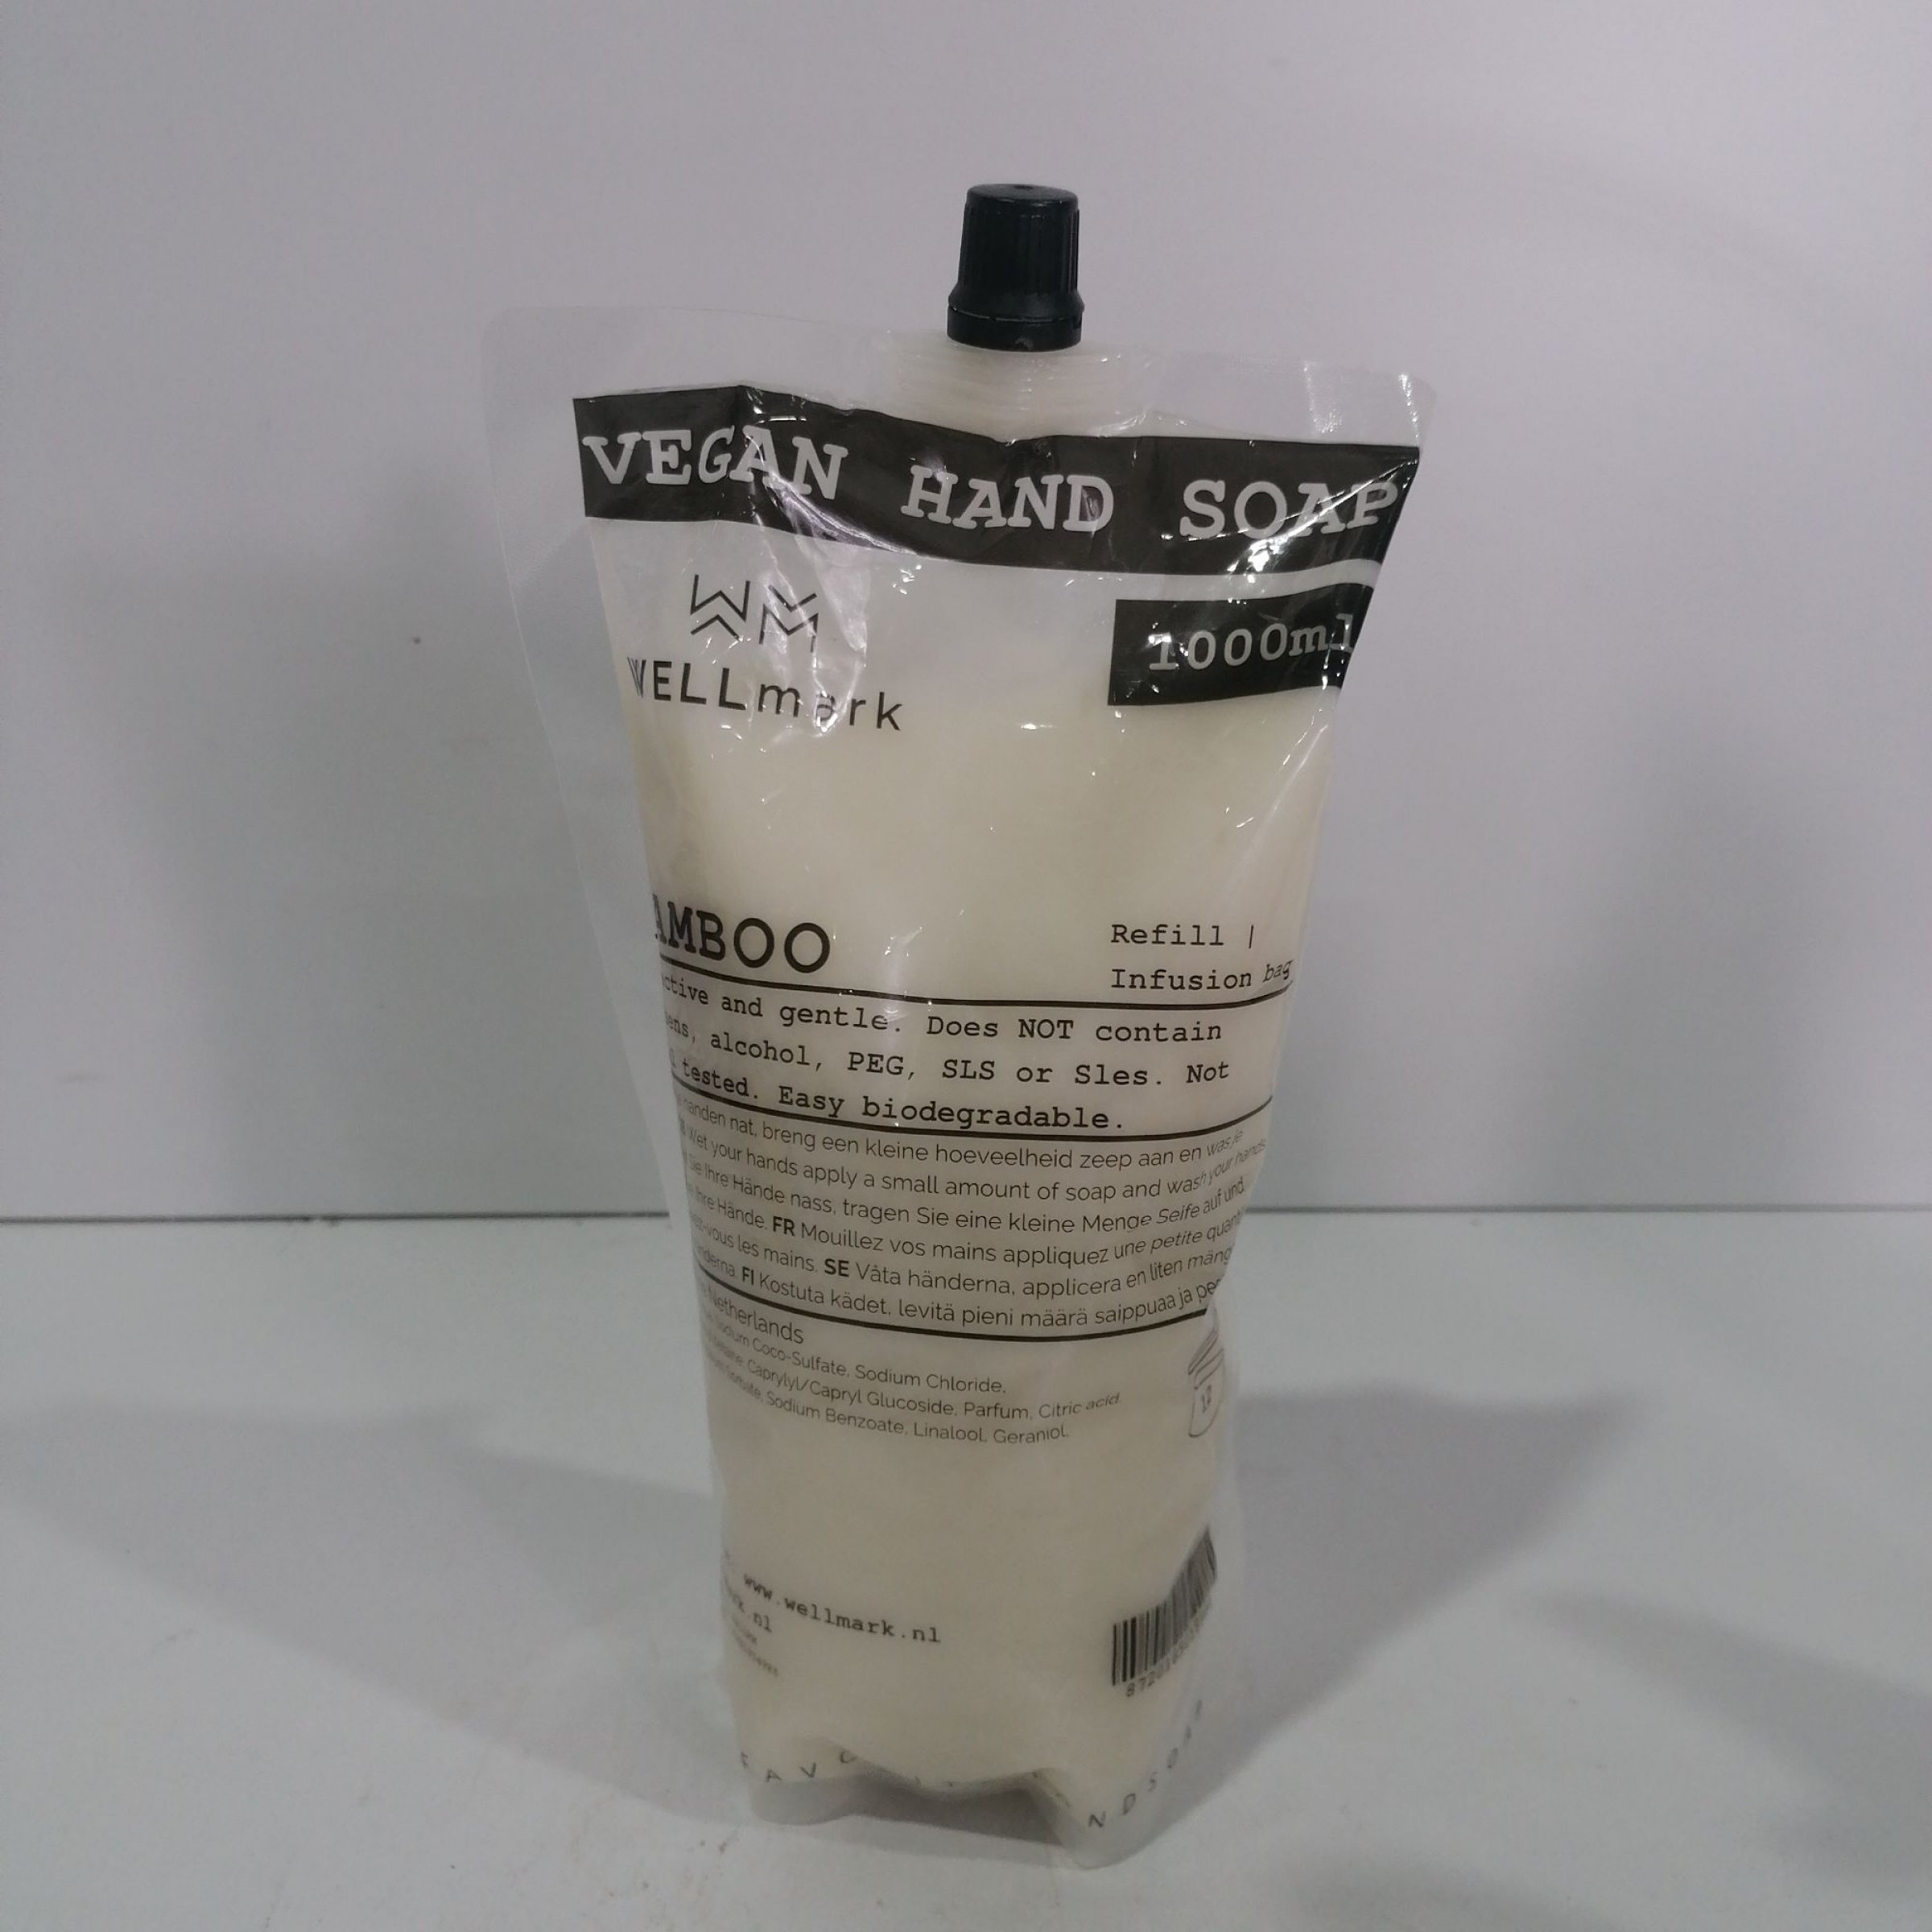 VEGAN HAND SOAP
1000ml
WELLmark
Refill |
AMBOO
Infusion bag
and gentle. Does NOT contain
alcohol, PEG, SLS or Sles. Not
tested. Easy biodegradable.
handen nat, breng een kleine hoeveelheid zeep aan en was je
Wet your hands apply a small amount of soap and wash your hands
Sie Ihre Hände nass, tragen Sie eine kleine Menge Seife auf und
Ihre Hände. FR Mouillez vos mains appliquez une petite
vous les mains. SE Våta händerna, applicera en liten
FI Kostuta kädet, levitä pieni määrä saippuaa ja
Netherlands
Sodium Coco-Sulfate, Sodium Chloride,
Caprylyl/Capryl Glucoside, Parfum, Citric acid
Sodium Benzoate, Linalool, Geraniol.
12
www.wellmark.nl